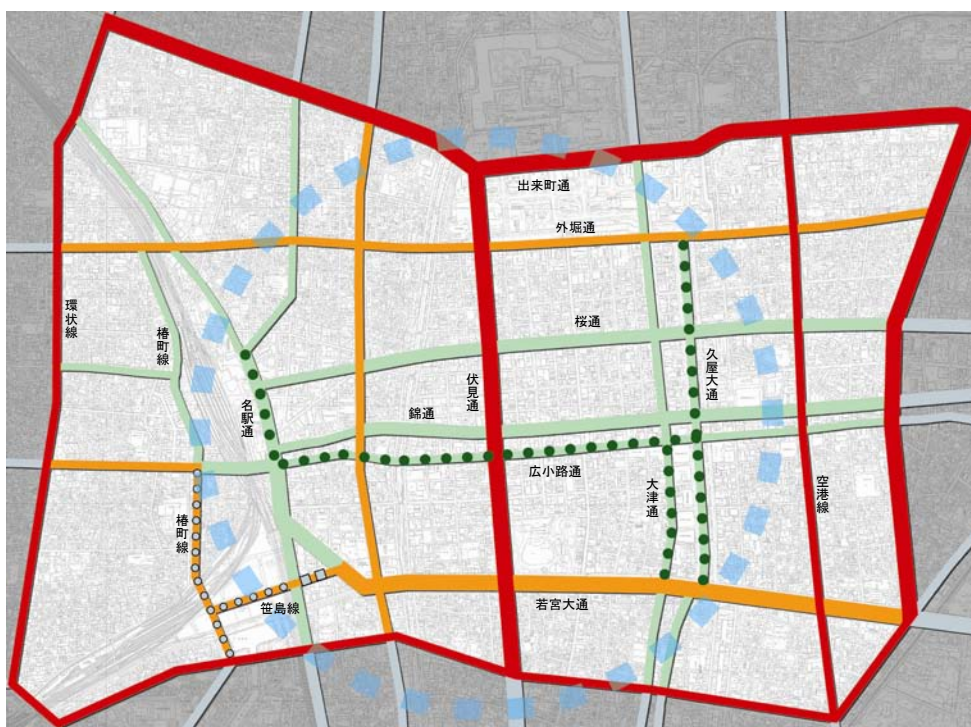 出来町通
外堀通
環状線
椿町線
桜通
久屋大通
伏見通
名駅通
錦通
広小路通
大津通
空港線
椿町線
笹島線
若宮大通